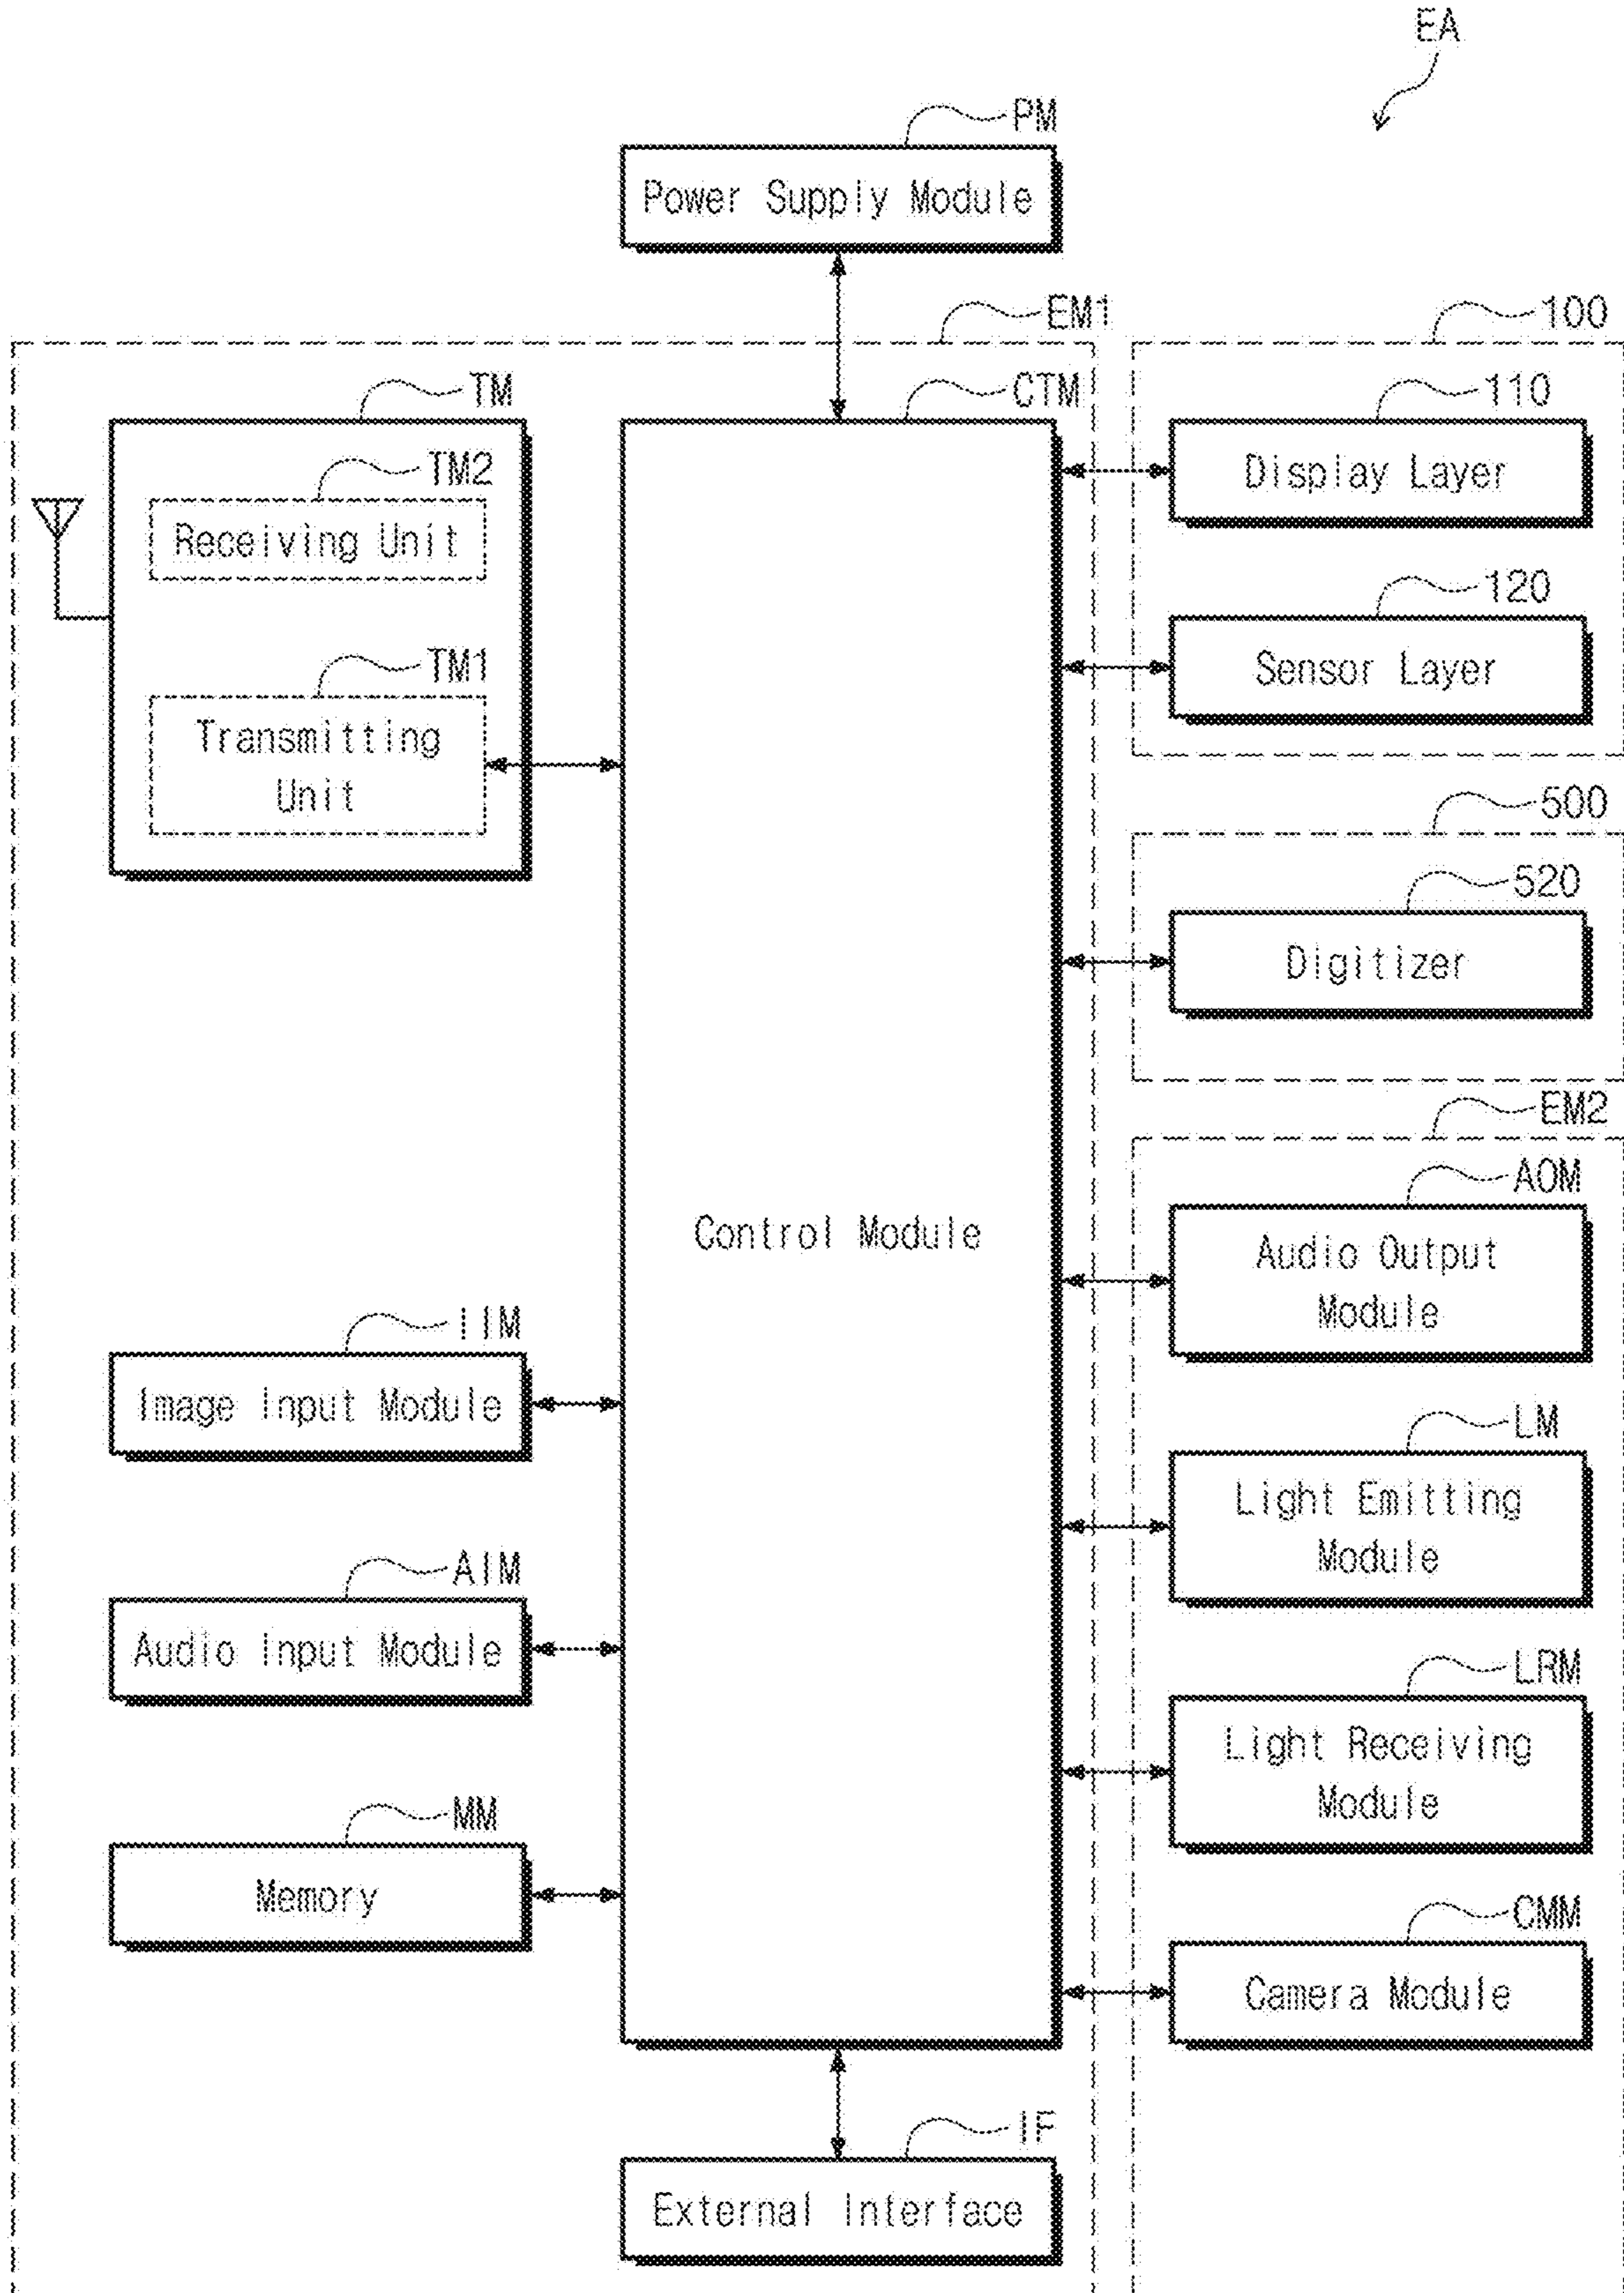 EA
PM
Power Supply Module
EM1
100
TM
CTM
110
TM2
Receiving Unit
Display Layer
120
TM1
Transmitting
Unit
Sensor Layer
500
520
Digitizer
EM2
AOM
Control Module
Audio Output
Module
IIM
Image Input Module
LM
Light Emitting
Module
AIM
Audio Input Module
LRM
Light Receiving
Module
MM
Memory
CMM
Camera Module
IF
External Interface